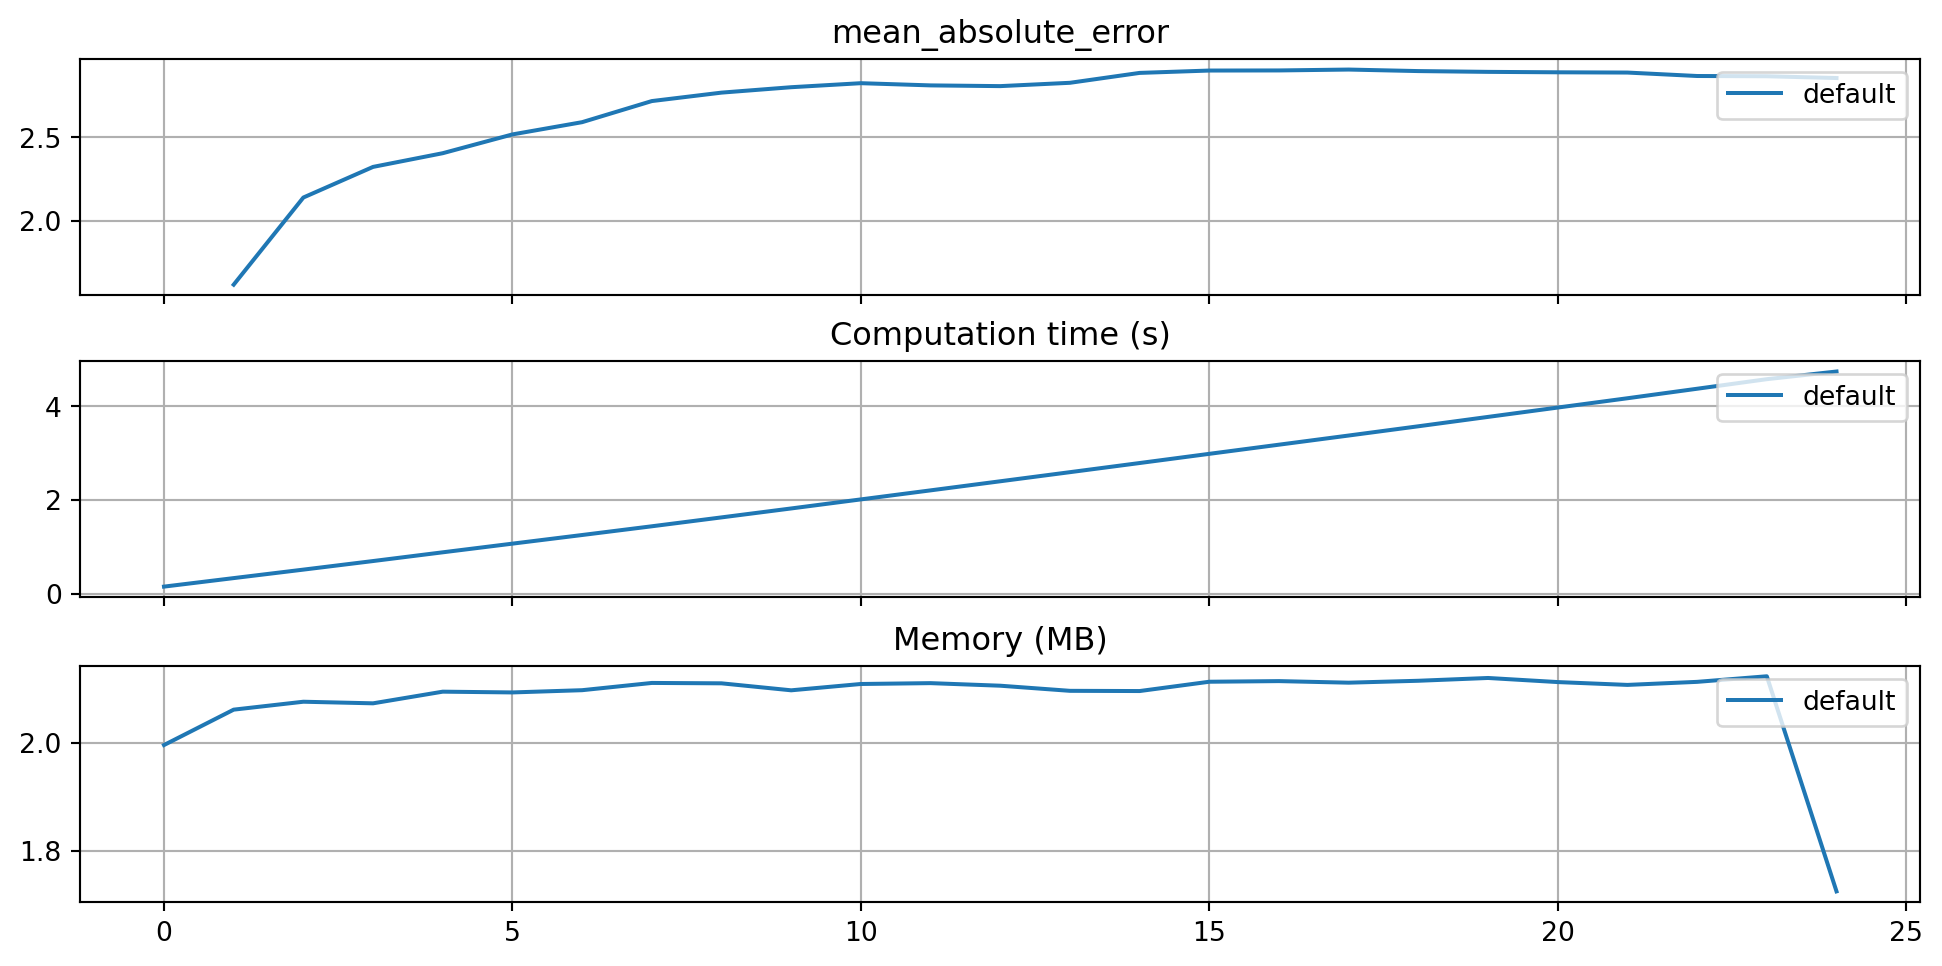 mean_absolute_error
2.5
2.0
default
Computation time (s)
4
2
0
default
Memory (MB)
2.0
1.8
default
0 5 10 15 20 25